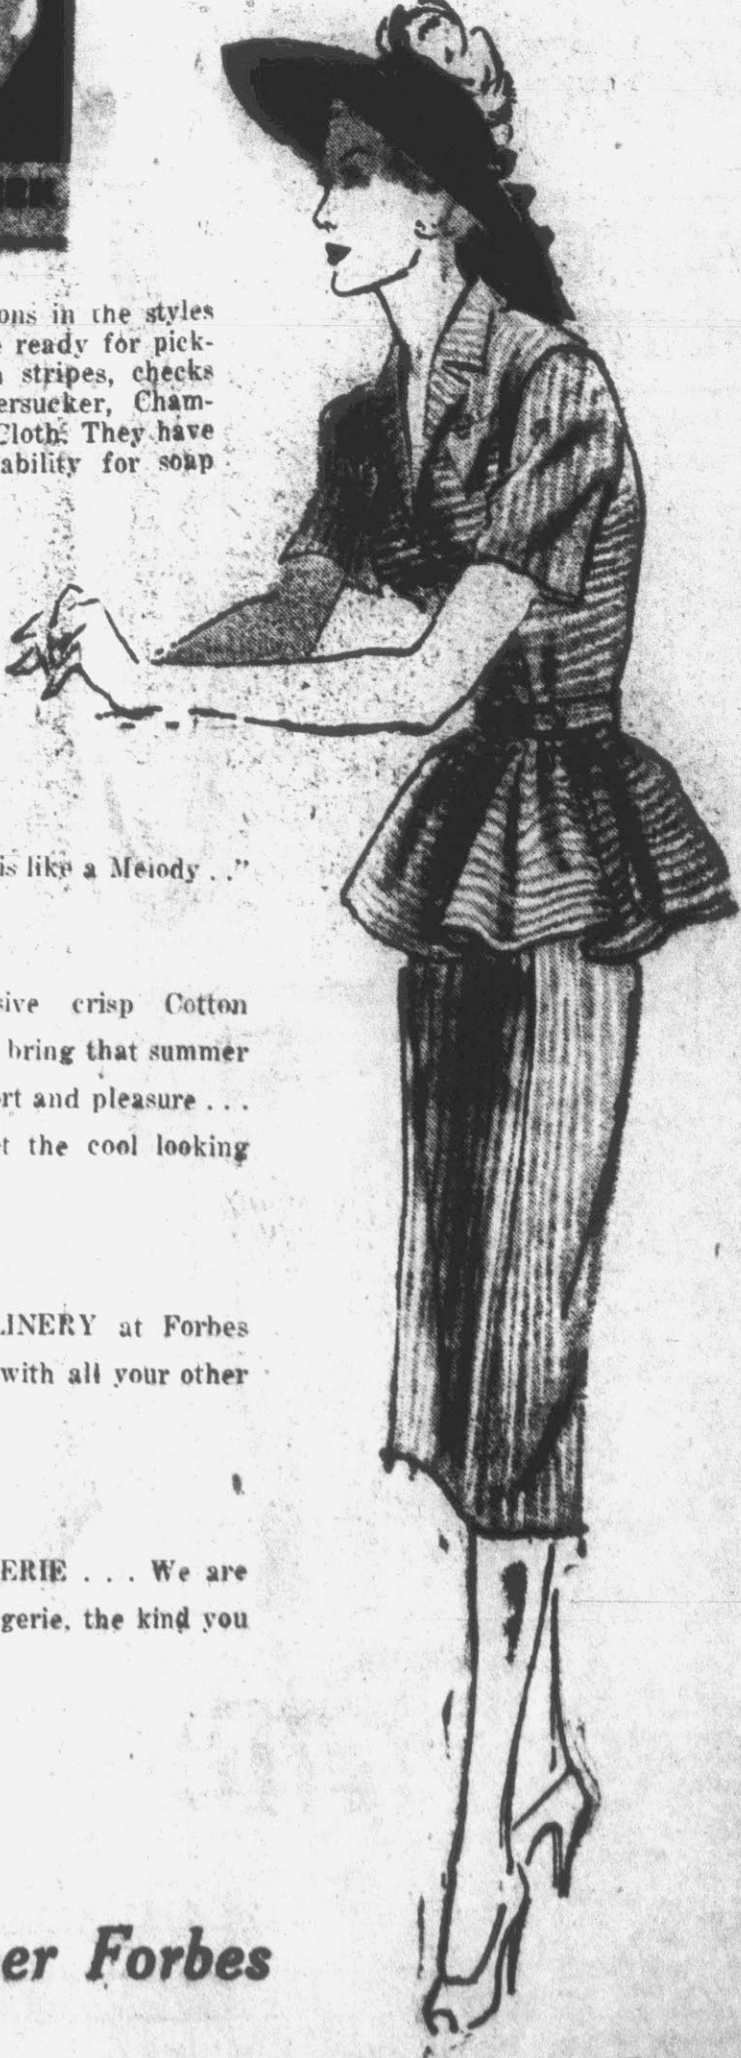 ons in the styles
ready for pick-
stripes, checks
ersucker, Cham-
Cloth. They have
ability for soap
is like a Melody . ."
sive crisp Cotton
bring that summer
rt and pleasure . . .
t the cool looking
LINERY at Forbes
with all your other
ERIE . . . We are
gerie, the kind you
er Forbes